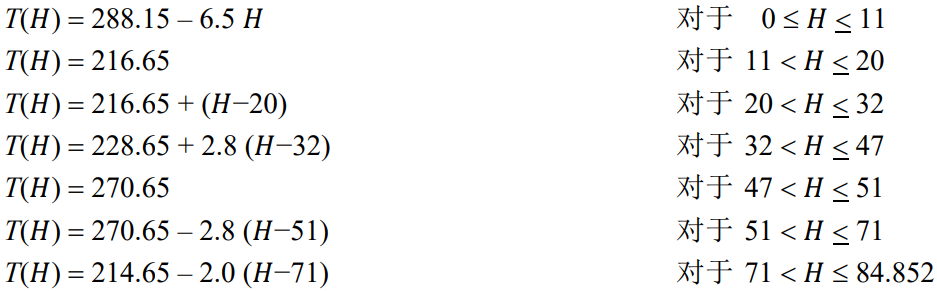 T(H) = 288.15 – 6.5 H 对于 0 ≤ H ≤ 11
T(H) = 216.65 对于 11 < H ≤ 20
T(H) = 216.65 + (H−20) 对于 20 < H ≤ 32
T(H) = 228.65 + 2.8 (H−32) 对于 32 < H ≤ 47
T(H) = 270.65 对于 47 < H ≤ 51
T(H) = 270.65 – 2.8 (H−51) 对于 51 < H ≤ 71
T(H) = 214.65 – 2.0 (H−71) 对于 71 < H ≤ 84.852